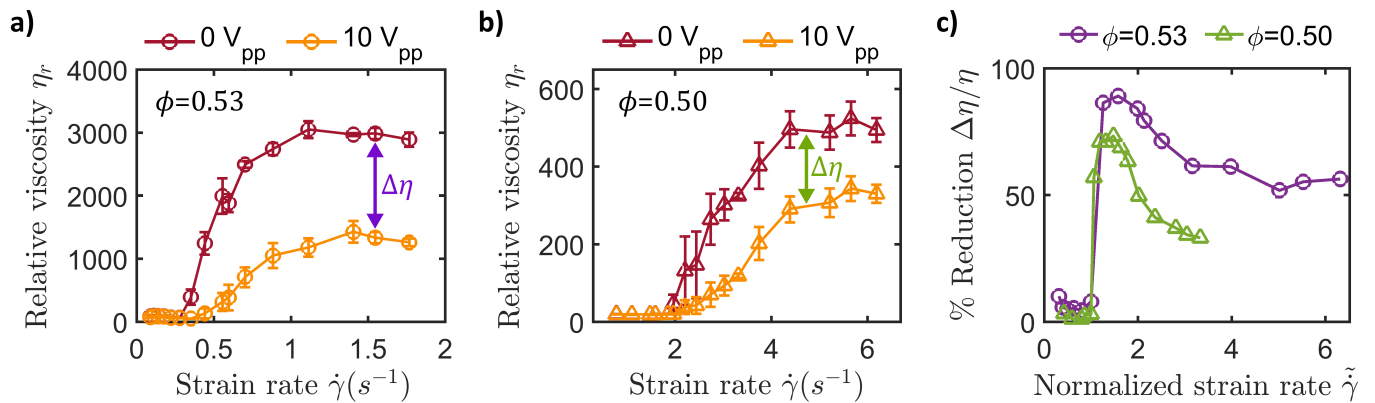 a)
0 Vpp 10 Vpp
Relative viscosity ηr
4000
3000
2000
1000
0
ϕ=0.53
Δη
0 0.5 1 1.5 2
Strain rate γ̇(s⁻¹)
b)
0 Vpp 10 Vpp
Relative viscosity ηr
600
400
200
0
ϕ=0.50
Δη
2 4 6
Strain rate γ̇(s⁻¹)
c)
ϕ=0.53 ϕ=0.50
% Reduction Δη/η
100
50
0
0 2 4 6
Normalized strain rate γ̇̃